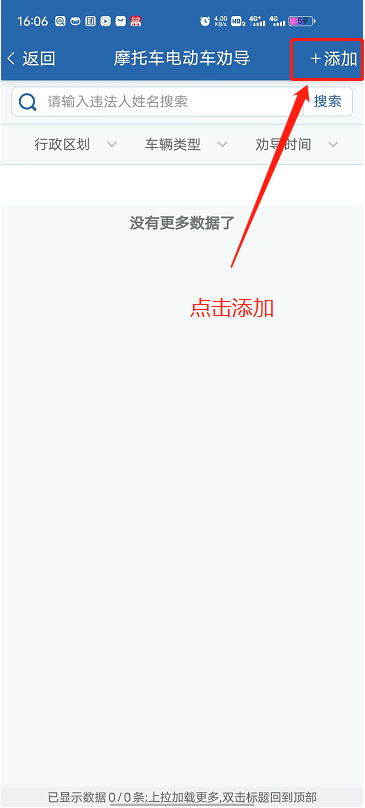 16:06 4.00 KB/s HD2 4G+ 4G 59
返回 摩托车电动车劝导 +添加
请输入违法人姓名搜索 搜索
行政区划 车辆类型 劝导时间
没有更多数据了
点击添加
已显示数据 0 / 0 条;上拉加载更多,双击标题回到顶部